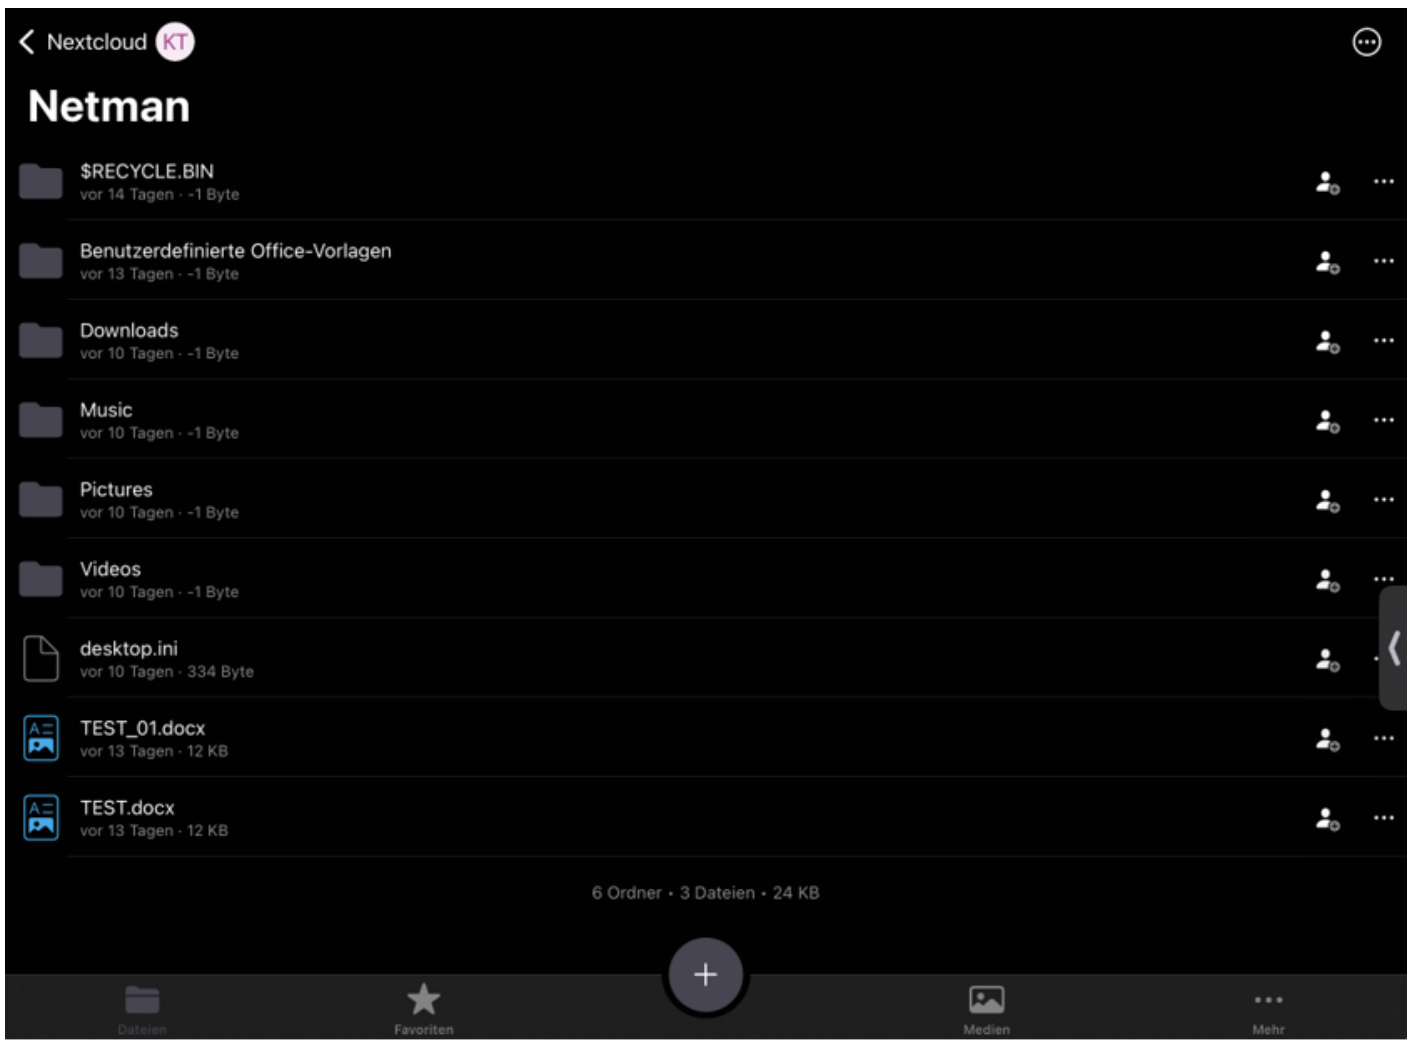 Nextcloud KT
Netman
$RECYCLE.BIN
vor 14 Tagen · -1 Byte
Benutzerdefinierte Office-Vorlagen
vor 13 Tagen · -1 Byte
Downloads
vor 10 Tagen · -1 Byte
Music
vor 10 Tagen · -1 Byte
Pictures
vor 10 Tagen · -1 Byte
Videos
vor 10 Tagen · -1 Byte
desktop.ini
vor 10 Tagen · 334 Byte
TEST_01.docx
vor 13 Tagen · 12 KB
TEST.docx
vor 13 Tagen · 12 KB
6 Ordner • 3 Dateien • 24 KB
Dateien Favoriten Medien Mehr